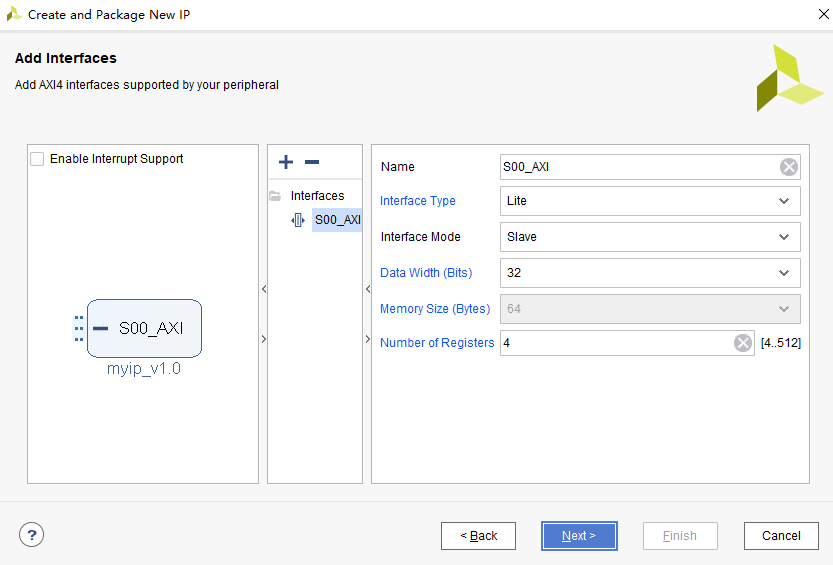 Create and Package New IP
Add Interfaces
Add AXI4 interfaces supported by your peripheral
Enable Interrupt Support
S00_AXI
myip_v1.0
Interfaces
S00_AXI
Name S00_AXI
Interface Type Lite
Interface Mode Slave
Data Width (Bits) 32
Memory Size (Bytes) 64
Number of Registers 4 [4..512]
? < Back Next > Finish Cancel